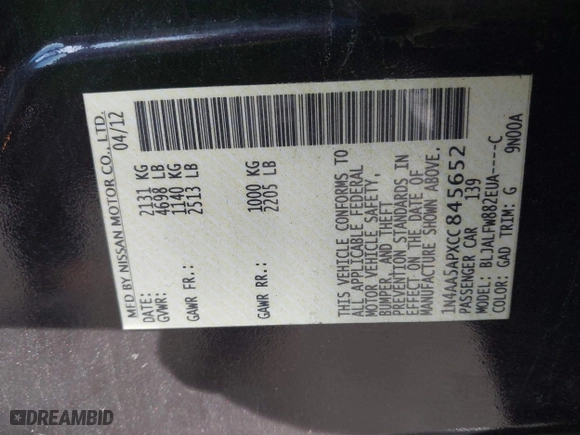 MFD BY NISSAN MOTOR CO., LTD.
DATE: 04/12
GVWR: 2131 KG
4698 LB
GAWR FR.: 1140 KG
2513 LB
GAWR RR.: 1000 KG
2205 LB
THIS VEHICLE CONFORMS TO
ALL APPLICABLE FEDERAL
MOTOR VEHICLE SAFETY,
BUMPER, AND THEFT
PREVENTION STANDARDS IN
EFFECT ON THE DATE OF
MANUFACTURE SHOWN ABOVE.
1N4AA5APXCC845652
PASSENGER CAR 139
MODEL: BLJALFW882EUA----C
COLOR: GAD TRIM: G 9N00A
DREAMBID